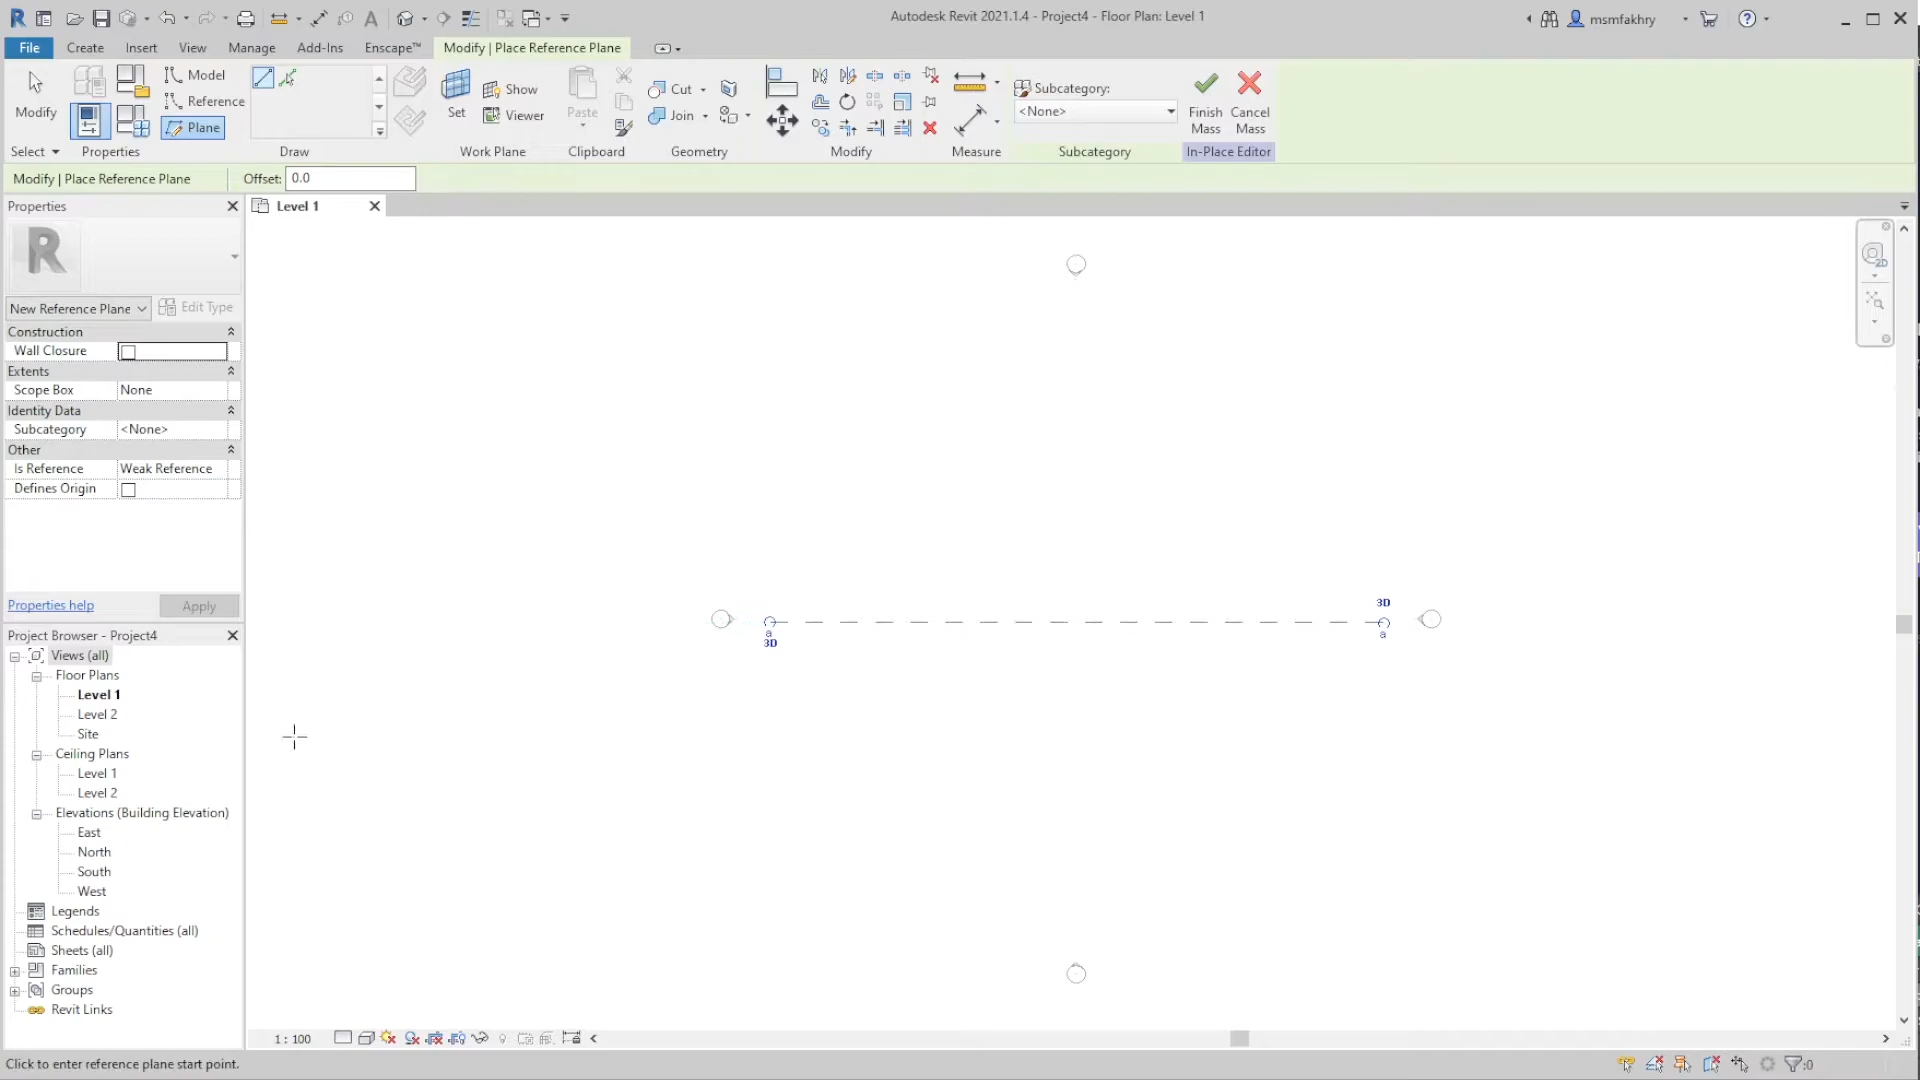 Autodesk Revit 2021.1.4 - Project4 - Floor Plan: Level 1
msmfakhry
File
Create
Insert
View
Manage
Add-Ins
Enscape™
Modify | Place Reference Plane
Modify
Model
Reference
Plane
Set
Show
Viewer
Paste
Cut
Join
Subcategory:
<None>
Finish Mass
Cancel Mass
Select
Properties
Draw
Work Plane
Clipboard
Geometry
Modify
Measure
Subcategory
In-Place Editor
Modify | Place Reference Plane
Offset: 0.0
Properties
Level 1
R
New Reference Plane
Edit Type
Construction
Wall Closure
Extents
Scope Box None
Identity Data
Subcategory <None>
Other
Is Reference Weak Reference
Defines Origin
Properties help
Apply
3D
a
3D
a
2D
Project Browser - Project4
Views (all)
Floor Plans
Level 1
Level 2
Site
Ceiling Plans
Level 1
Level 2
Elevations (Building Elevation)
East
North
South
West
Legends
Schedules/Quantities (all)
Sheets (all)
Families
Groups
Revit Links
1 : 100
Click to enter reference plane start point.
:0